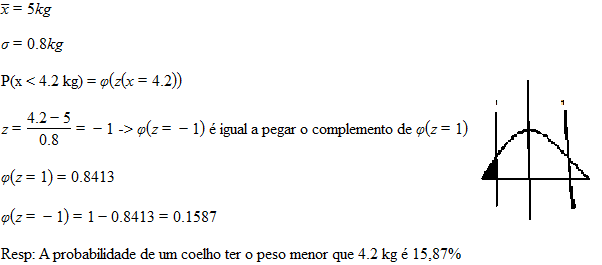 x̅ = 5kg
σ = 0.8kg
P(x < 4.2 kg) = φ(z(x = 4.2))
z = (4.2 − 5)/0.8 = − 1 -> φ(z = − 1) é igual a pegar o complemento de φ(z = 1)
φ(z = 1) = 0.8413
φ(z = − 1) = 1 − 0.8413 = 0.1587
Resp: A probabilidade de um coelho ter o peso menor que 4.2 kg é 15,87%